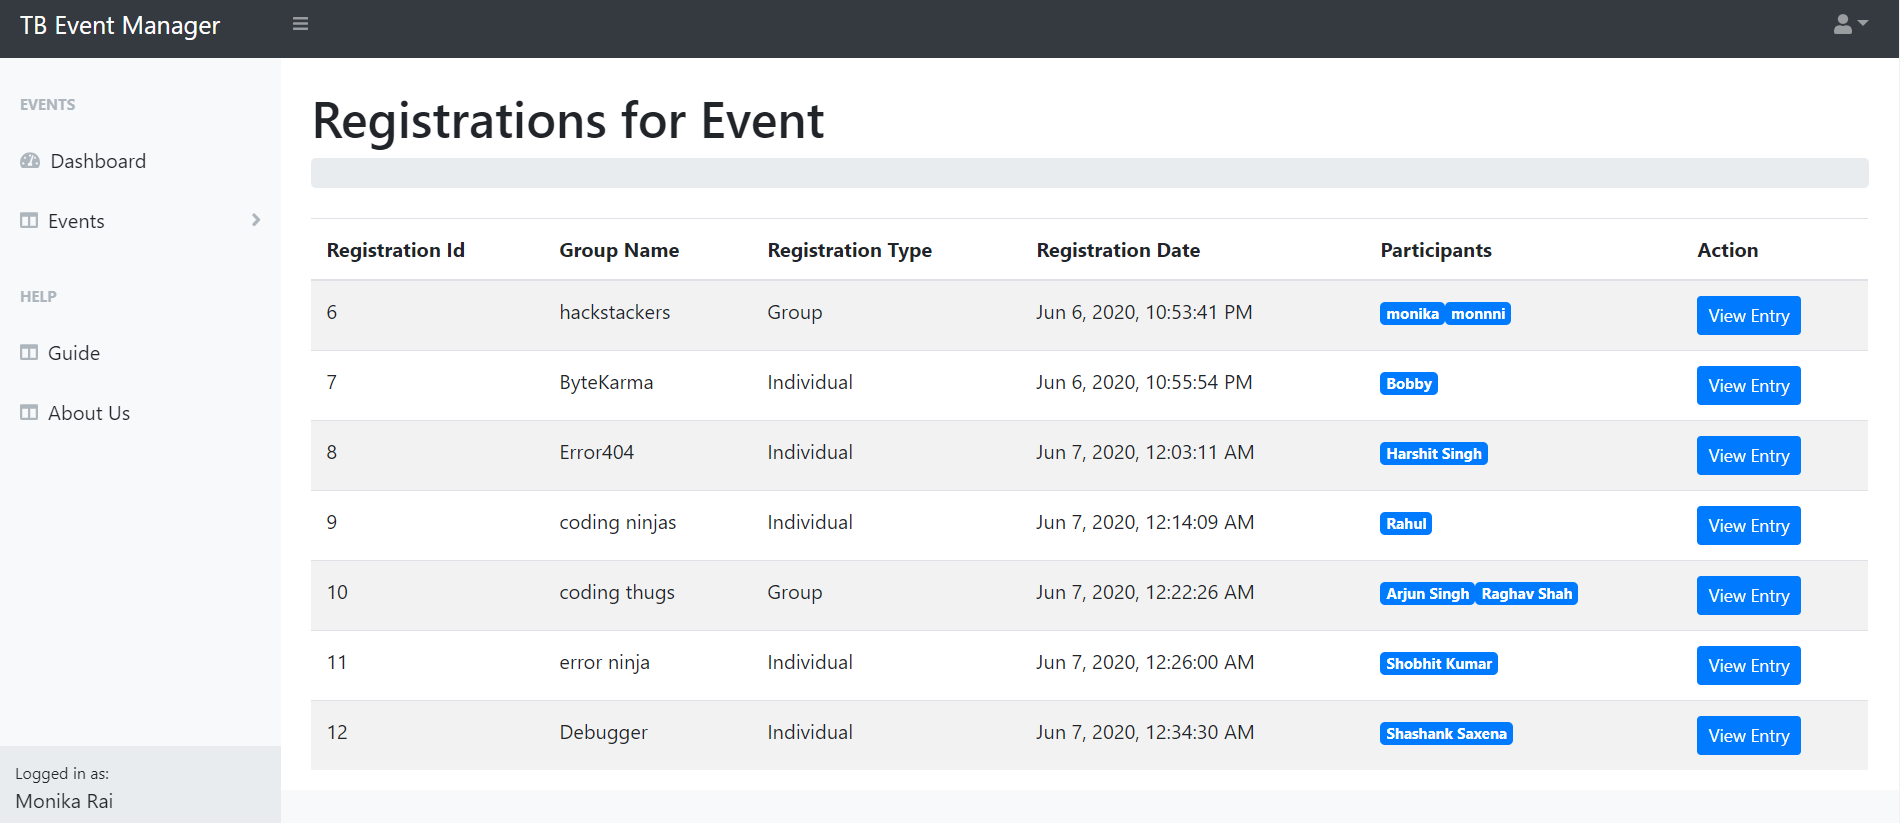 TB Event Manager
EVENTS
Dashboard
Events
HELP
Guide
About Us
Logged in as:
Monika Rai
Registrations for Event
Registration Id Group Name Registration Type Registration Date Participants Action
6 hackstackers Group Jun 6, 2020, 10:53:41 PM monika monnni View Entry
7 ByteKarma Individual Jun 6, 2020, 10:55:54 PM Bobby View Entry
8 Error404 Individual Jun 7, 2020, 12:03:11 AM Harshit Singh View Entry
9 coding ninjas Individual Jun 7, 2020, 12:14:09 AM Rahul View Entry
10 coding thugs Group Jun 7, 2020, 12:22:26 AM Arjun Singh Raghav Shah View Entry
11 error ninja Individual Jun 7, 2020, 12:26:00 AM Shobhit Kumar View Entry
12 Debugger Individual Jun 7, 2020, 12:34:30 AM Shashank Saxena View Entry